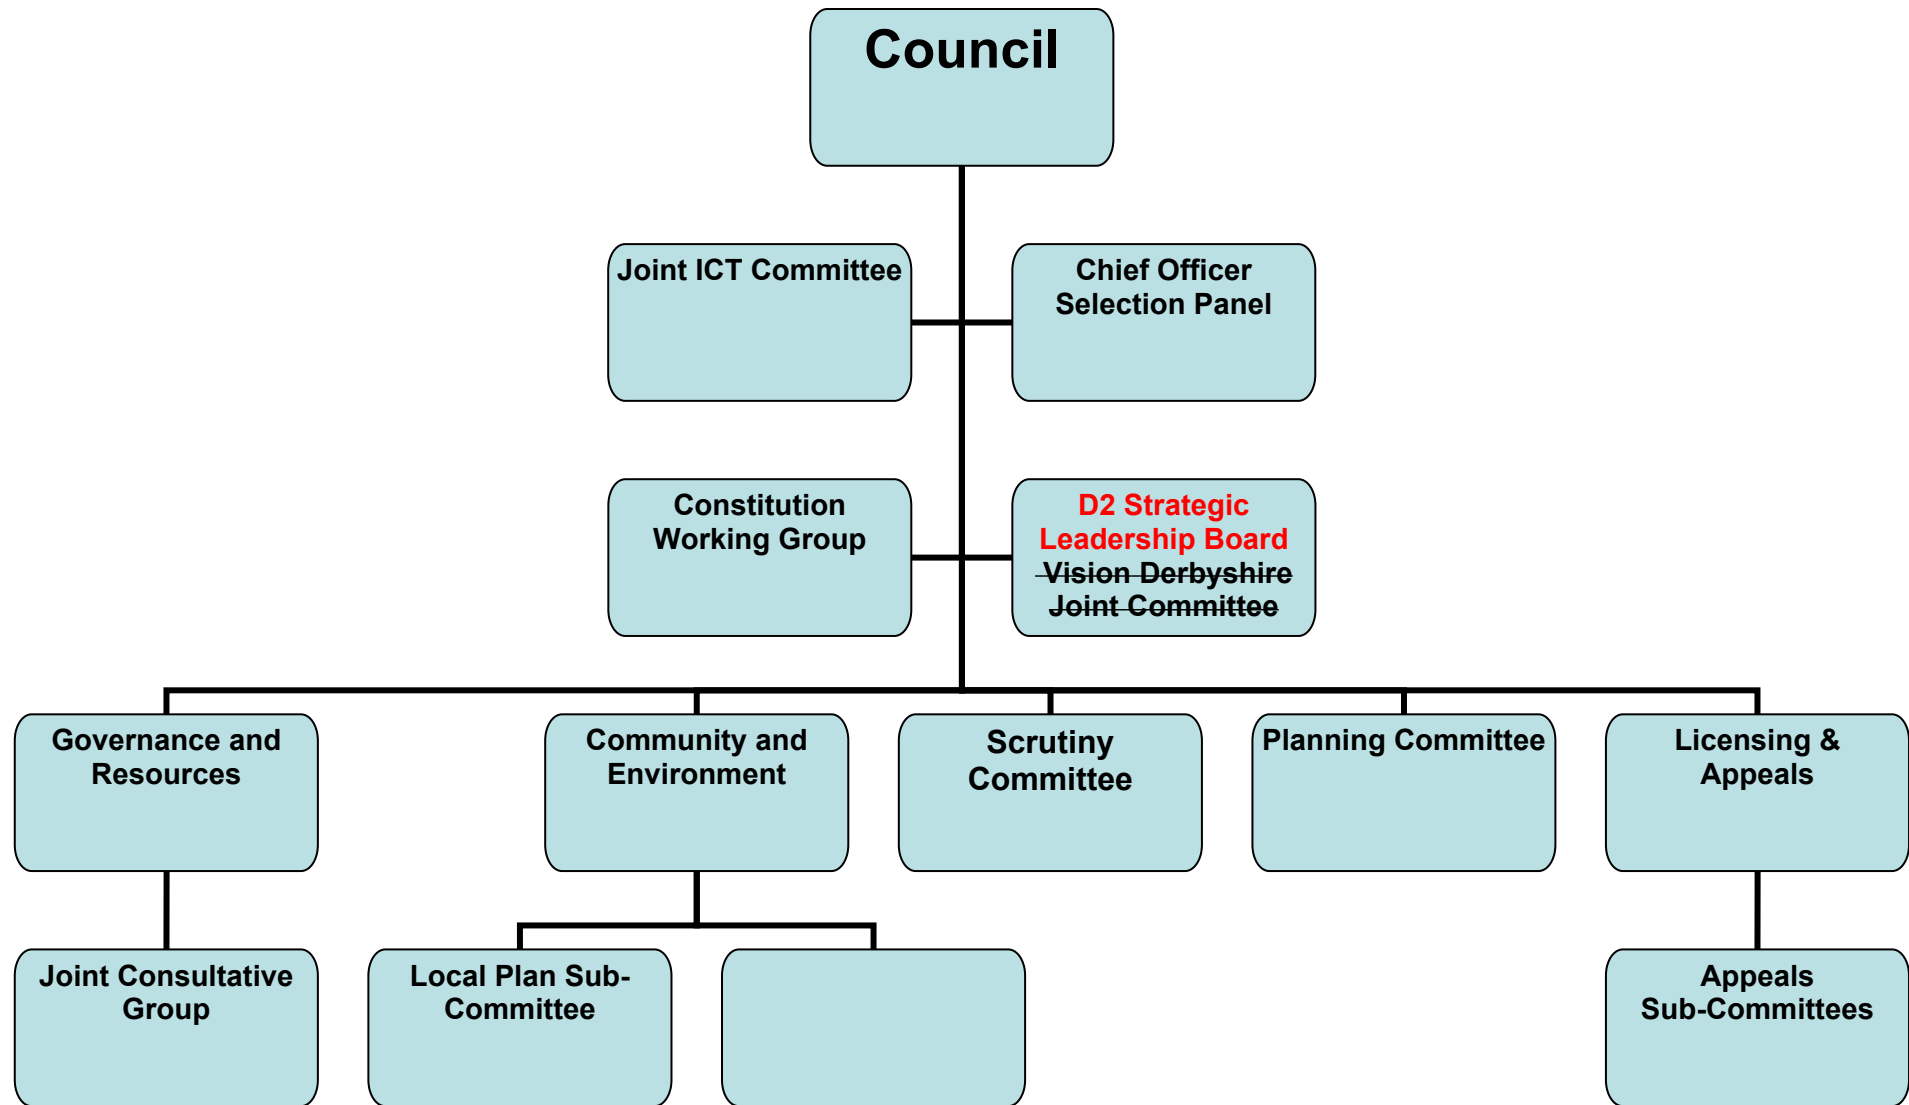 Council
Joint ICT Committee
Chief Officer
Selection Panel
Constitution
Working Group
D2 Strategic
Leadership Board
Vision Derbyshire
Joint Committee
Governance and
Resources
Community and
Environment
Scrutiny
Committee
Planning Committee
Licensing &
Appeals
Joint Consultative
Group
Local Plan Sub-
Committee
Appeals
Sub-Committees